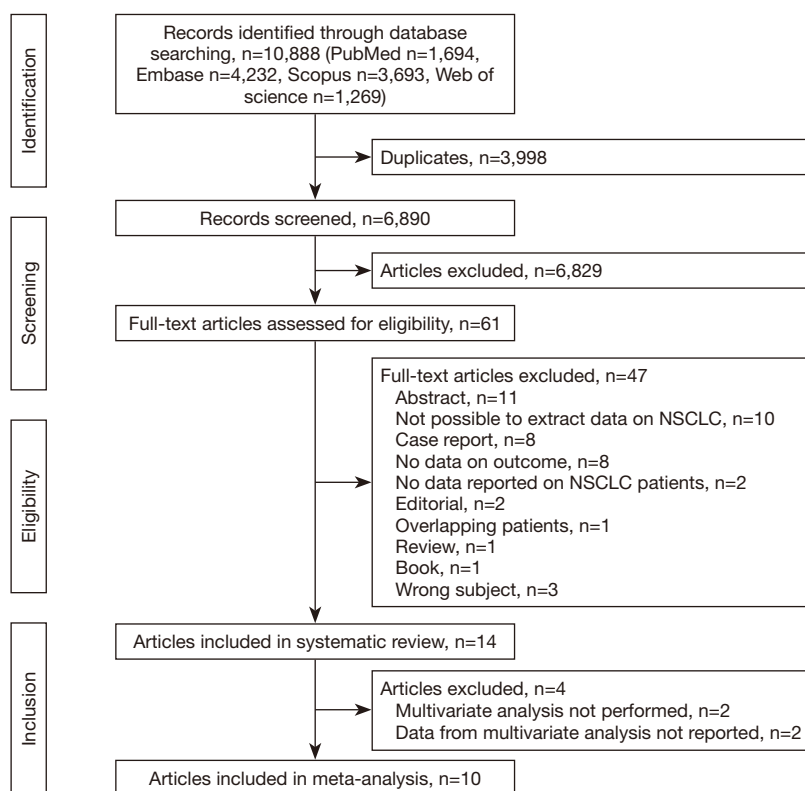 Identification
Records identified through database
searching, n=10,888 (PubMed n=1,694,
Embase n=4,232, Scopus n=3,693, Web of
science n=1,269)
Duplicates, n=3,998
Records screened, n=6,890
Screening
Articles excluded, n=6,829
Full-text articles assessed for eligibility, n=61
Eligibility
Full-text articles excluded, n=47
Abstract, n=11
Not possible to extract data on NSCLC, n=10
Case report, n=8
No data on outcome, n=8
No data reported on NSCLC patients, n=2
Editorial, n=2
Overlapping patients, n=1
Review, n=1
Book, n=1
Wrong subject, n=3
Articles included in systematic review, n=14
Inclusion
Articles excluded, n=4
Multivariate analysis not performed, n=2
Data from multivariate analysis not reported, n=2
Articles included in meta-analysis, n=10